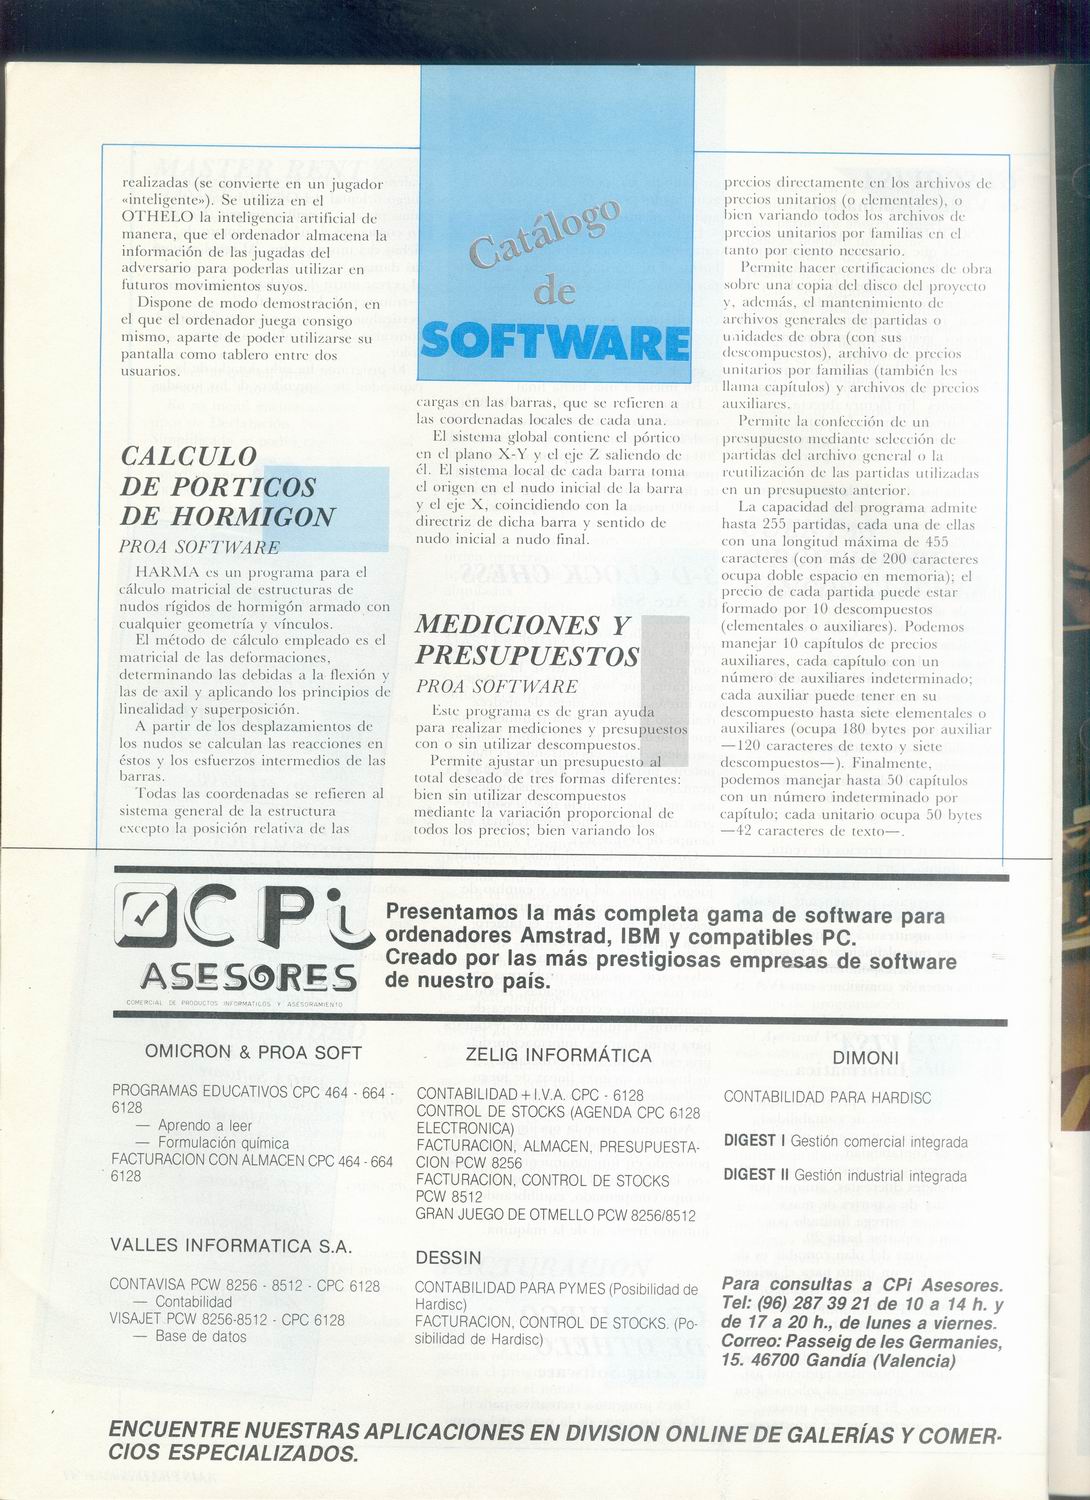 realizadas (se convierte en un jugador
«inteligente»). Se utiliza en el
OTHELO la inteligencia artificial de
manera, que el ordenador almacena la
información de las jugadas del
adversario para poderlas utilizar en
futuros movimientos suyos.
Dispone de modo demostración, en
el que el ordenador juega consigo
mismo, aparte de poder utilizarse su
pantalla como tablero entre dos
usuarios.
CALCULO
DE PORTICOS
DE HORMIGON
PROA SOFTWARE
HARMA es un programa para el
cálculo matricial de estructuras de
nudos rígidos de hormigón armado con
cualquier geometría y vínculos.
El método de cálculo empleado es el
matricial de las deformaciones,
determinando las debidas a la flexión y
las de axil y aplicando los principios de
linealidad y superposición.
A partir de los desplazamientos de
los nudos se calculan las reacciones en
éstos y los esfuerzos intermedios de las
barras.
Todas las coordenadas se refieren al
sistema general de la estructura
excepto la posición relativa de las
Catálogo
de
SOFTWARE
cargas en las barras, que se refieren a
las coordenadas locales de cada una.
El sistema global contiene el pórtico
en el plano X-Y y el eje Z saliendo de
él. El sistema local de cada barra toma
el origen en el nudo inicial de la barra
y el eje X, coincidiendo con la
directriz de dicha barra y sentido de
nudo inicial a nudo final.
MEDICIONES Y
PRESUPUESTOS
PROA SOFTWARE
Este programa es de gran ayuda
para realizar mediciones y presupuestos
con o sin utilizar descompuestos.
Permite ajustar un presupuesto al
total deseado de tres formas diferentes:
bien sin utilizar descompuestos
mediante la variación proporcional de
todos los precios; bien variando los
precios directamente en los archivos de
precios unitarios (o elementales), o
bien variando todos los archivos de
precios unitarios por familias en el
tanto por ciento necesario.
Permite hacer certificaciones de obra
sobre una copia del disco del proyecto
y, además, el mantenimiento de
archivos generales de partidas o
unidades de obra (con sus
descompuestos), archivo de precios
unitarios por familias (también les
llama capítulos) y archivos de precios
auxiliares.
Permite la confección de un
presupuesto mediante selección de
partidas del archivo general o la
reutilización de las partidas utilizadas
en un presupuesto anterior.
La capacidad del programa admite
hasta 255 partidas, cada una de ellas
con una longitud máxima de 455
caracteres (con más de 200 caracteres
ocupa doble espacio en memoria); el
precio de cada partida puede estar
formado por 10 descompuestos
(elementales o auxiliares). Podemos
manejar 10 capítulos de precios
auxiliares, cada capítulo con un
número de auxiliares indeterminado;
cada auxiliar puede tener en su
descompuesto hasta siete elementales o
auxiliares (ocupa 180 bytes por auxiliar
—120 caracteres de texto y siete
descompuestos—). Finalmente,
podemos manejar hasta 50 capítulos
con un número indeterminado por
capítulo; cada unitario ocupa 50 bytes
—42 caracteres de texto—.
CPi
ASESORES
COMERCIAL DE PRODUCTOS INFORMATICOS Y ASESORAMIENTO
Presentamos la más completa gama de software para
ordenadores Amstrad, IBM y compatibles PC.
Creado por las más prestigiosas empresas de software
de nuestro país.
OMICRON & PROA SOFT
PROGRAMAS EDUCATIVOS CPC 464 - 664 -
6128
— Aprendo a leer
— Formulación química
FACTURACION CON ALMACEN CPC 464 - 664
6128
VALLES INFORMATICA S.A.
CONTAVISA PCW 8256 - 8512 - CPC 6128
— Contabilidad
VISAJET PCW 8256-8512 - CPC 6128
— Base de datos
ZELIG INFORMÁTICA
CONTABILIDAD + I.V.A. CPC - 6128
CONTROL DE STOCKS (AGENDA CPC 6128
ELECTRONICA)
FACTURACION, ALMACEN, PRESUPUESTA-
CION PCW 8256
FACTURACION, CONTROL DE STOCKS
PCW 8512
GRAN JUEGO DE OTMELLO PCW 8256/8512
DESSIN
CONTABILIDAD PARA PYMES (Posibilidad de
Hardisc)
FACTURACION, CONTROL DE STOCKS. (Po-
sibilidad de Hardisc)
DIMONI
CONTABILIDAD PARA HARDISC
DIGEST I Gestión comercial integrada
DIGEST II Gestión industrial integrada
Para consultas a CPi Asesores.
Tel: (96) 287 39 21 de 10 a 14 h. y
de 17 a 20 h., de lunes a viernes.
Correo: Passeig de les Germanies,
15. 46700 Gandía (Valencia)
ENCUENTRE NUESTRAS APLICACIONES EN DIVISION ONLINE DE GALERÍAS Y COMER-
CIOS ESPECIALIZADOS.